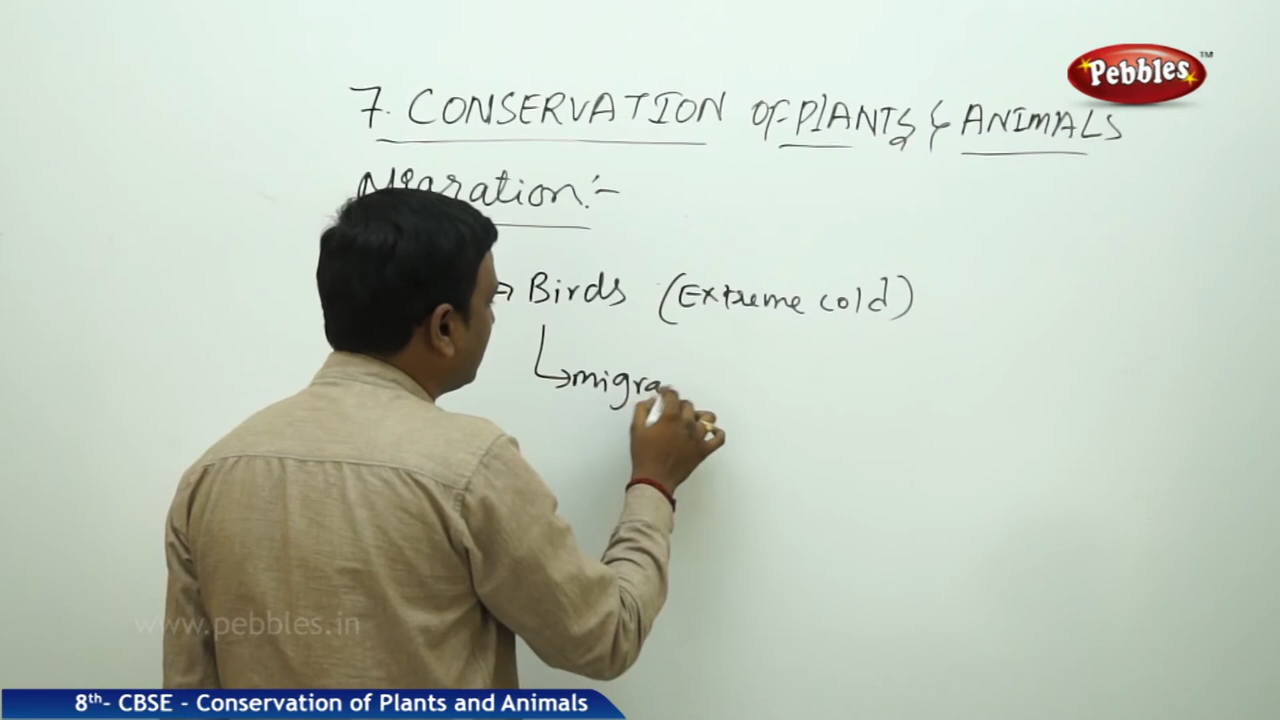 Pebbles TM
7. CONSERVATION OF PLANTS & ANIMALS
Migration:-
→ Birds (Extreme cold)
↳ migra
www.pebbles.in
8th- CBSE - Conservation of Plants and Animals